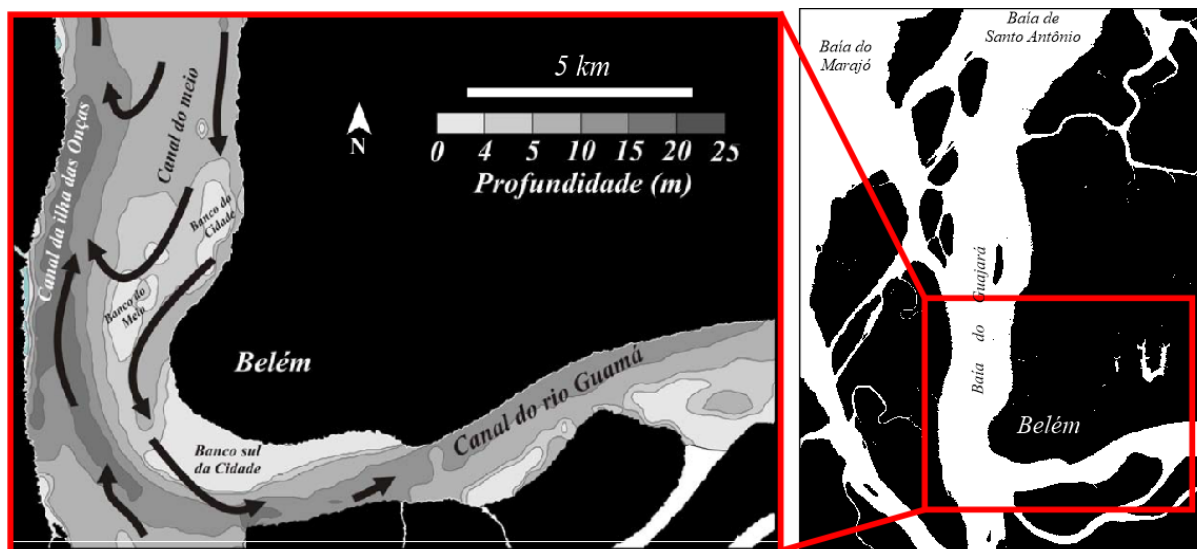 5 km
N
0 4 5 10 15 20 25
Profundidade (m)
Canal do meio
Canal da ilha das Onças
Banco do
Cidade
Banco do
Meio
Belém
Canal do rio Guamá
Banco sul
da Cidade
Baía de
Santo Antônio
Baía do
Marajó
Baía do Guajará
Belém